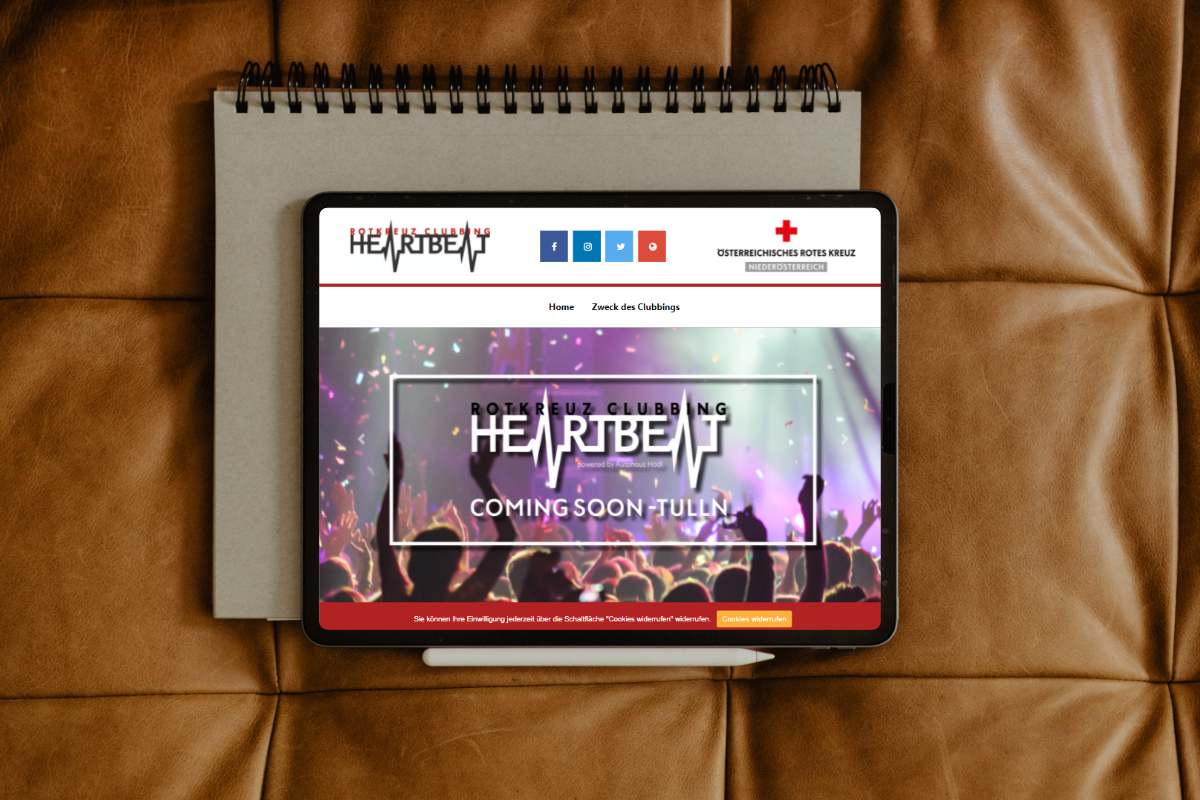 ROTKREUZ CLUBBING
HEARTBEAT
ÖSTERREICHISCHES ROTES KREUZ
NIEDERÖSTERREICH
Home Zweck des Clubbings
ROTKREUZ CLUBBING
HEARTBEAT
powered by Autohaus Hödl
COMING SOON - TULLN
Sie können Ihre Einwilligung jederzeit über die Schaltfläche "Cookies widerrufen" widerrufen. Cookies widerrufen